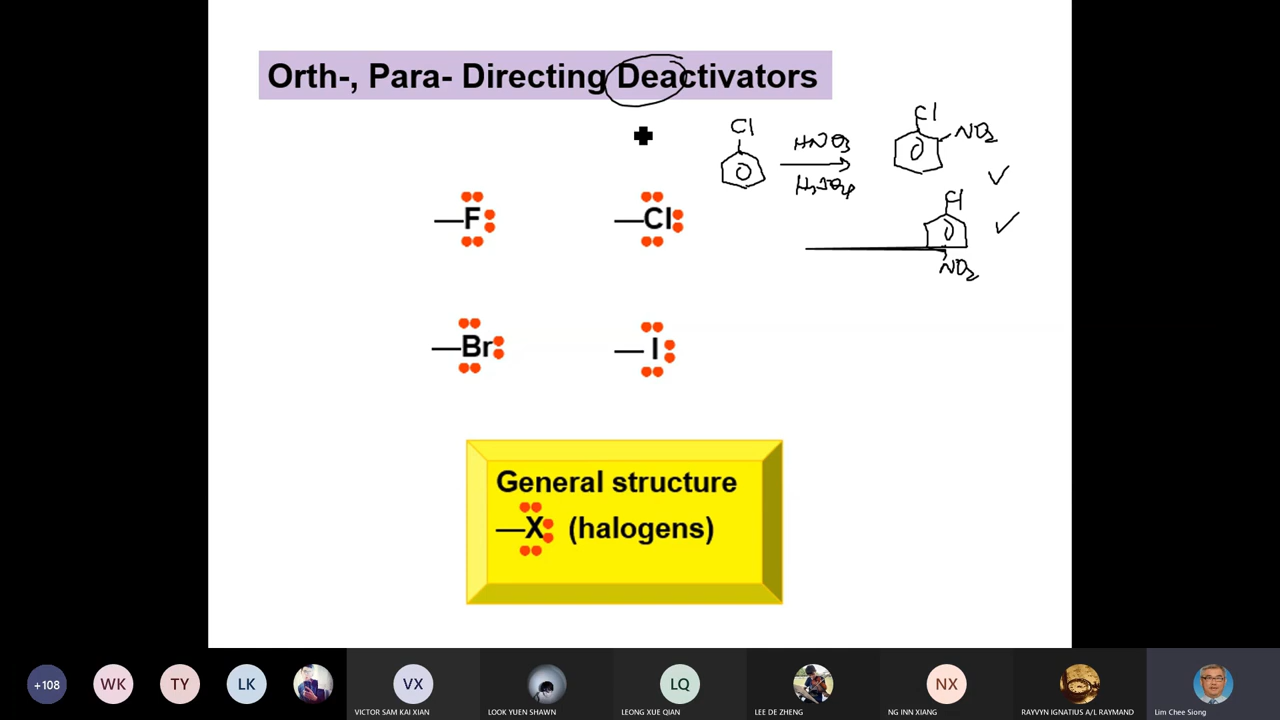 Orth-, Para- Directing Deactivators
Cl
HNO3
H2SO4
Cl
NO2
Cl
NO2
—F
—Cl
—Br
—I
General structure
—X (halogens)
+108
WK
TY
LK
VX
LQ
NX
VICTOR SAM KAI XIAN
LOOK YUEN SHAWN
LEONG XUE QIAN
LEE DE ZHENG
NG INN XIANG
RAYVYN IGNATIUS A/L RAYMAND
Lim Chee Siong